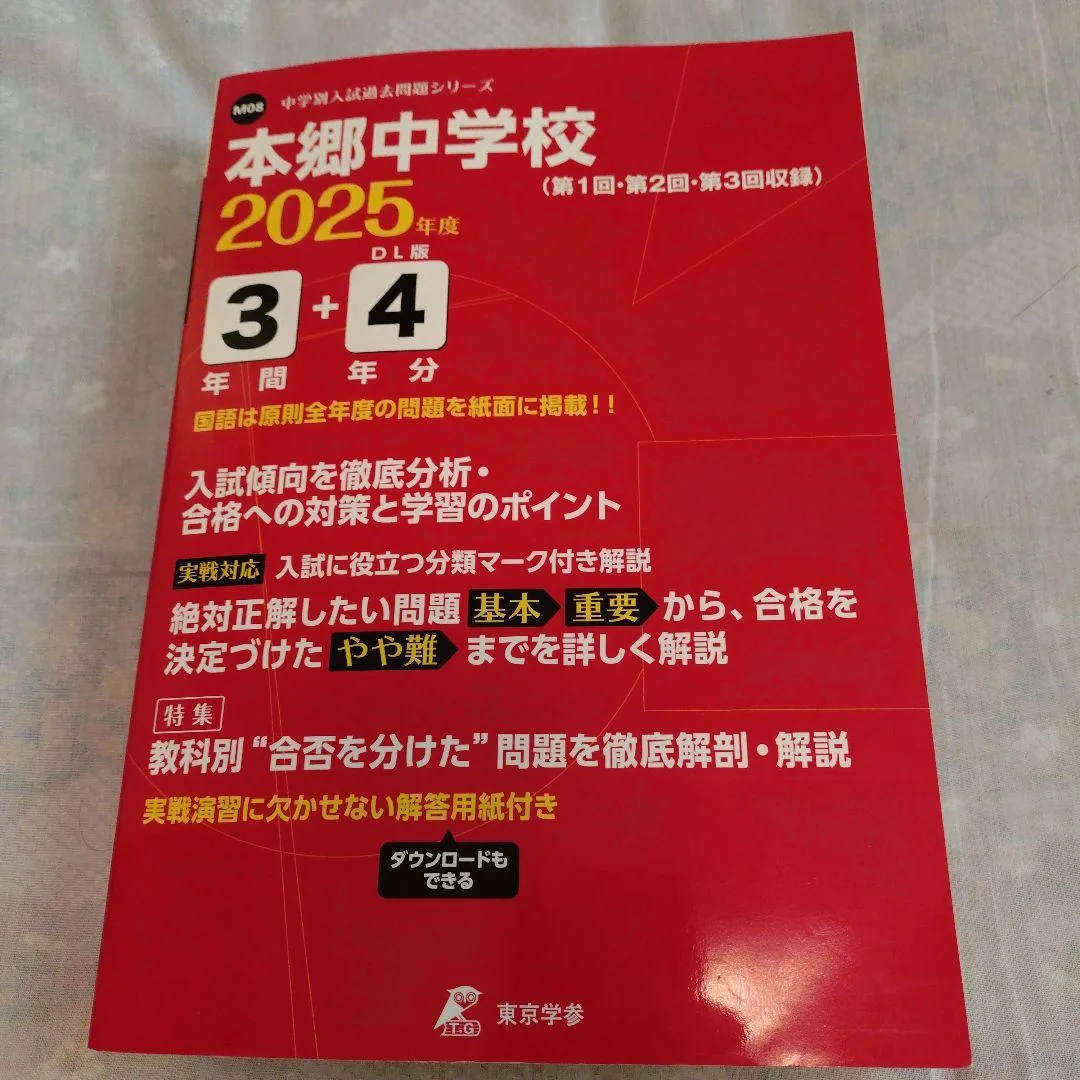 M08
中学別入試過去問題シリーズ
本郷中学校
(第1回・第2回・第3回収録)
2025年度
DL版
3+4
年間 年分
国語は原則全年度の問題を紙面に掲載!!
入試傾向を徹底分析・
合格への対策と学習のポイント
実戦対応 入試に役立つ分類マーク付き解説
絶対正解したい問題 基本 重要 から、合格を
決定づけた やや難 までを詳しく解説
特集
教科別“合否を分けた”問題を徹底解剖・解説
実戦演習に欠かせない解答用紙付き
ダウンロードも
できる
T.G
東京学参